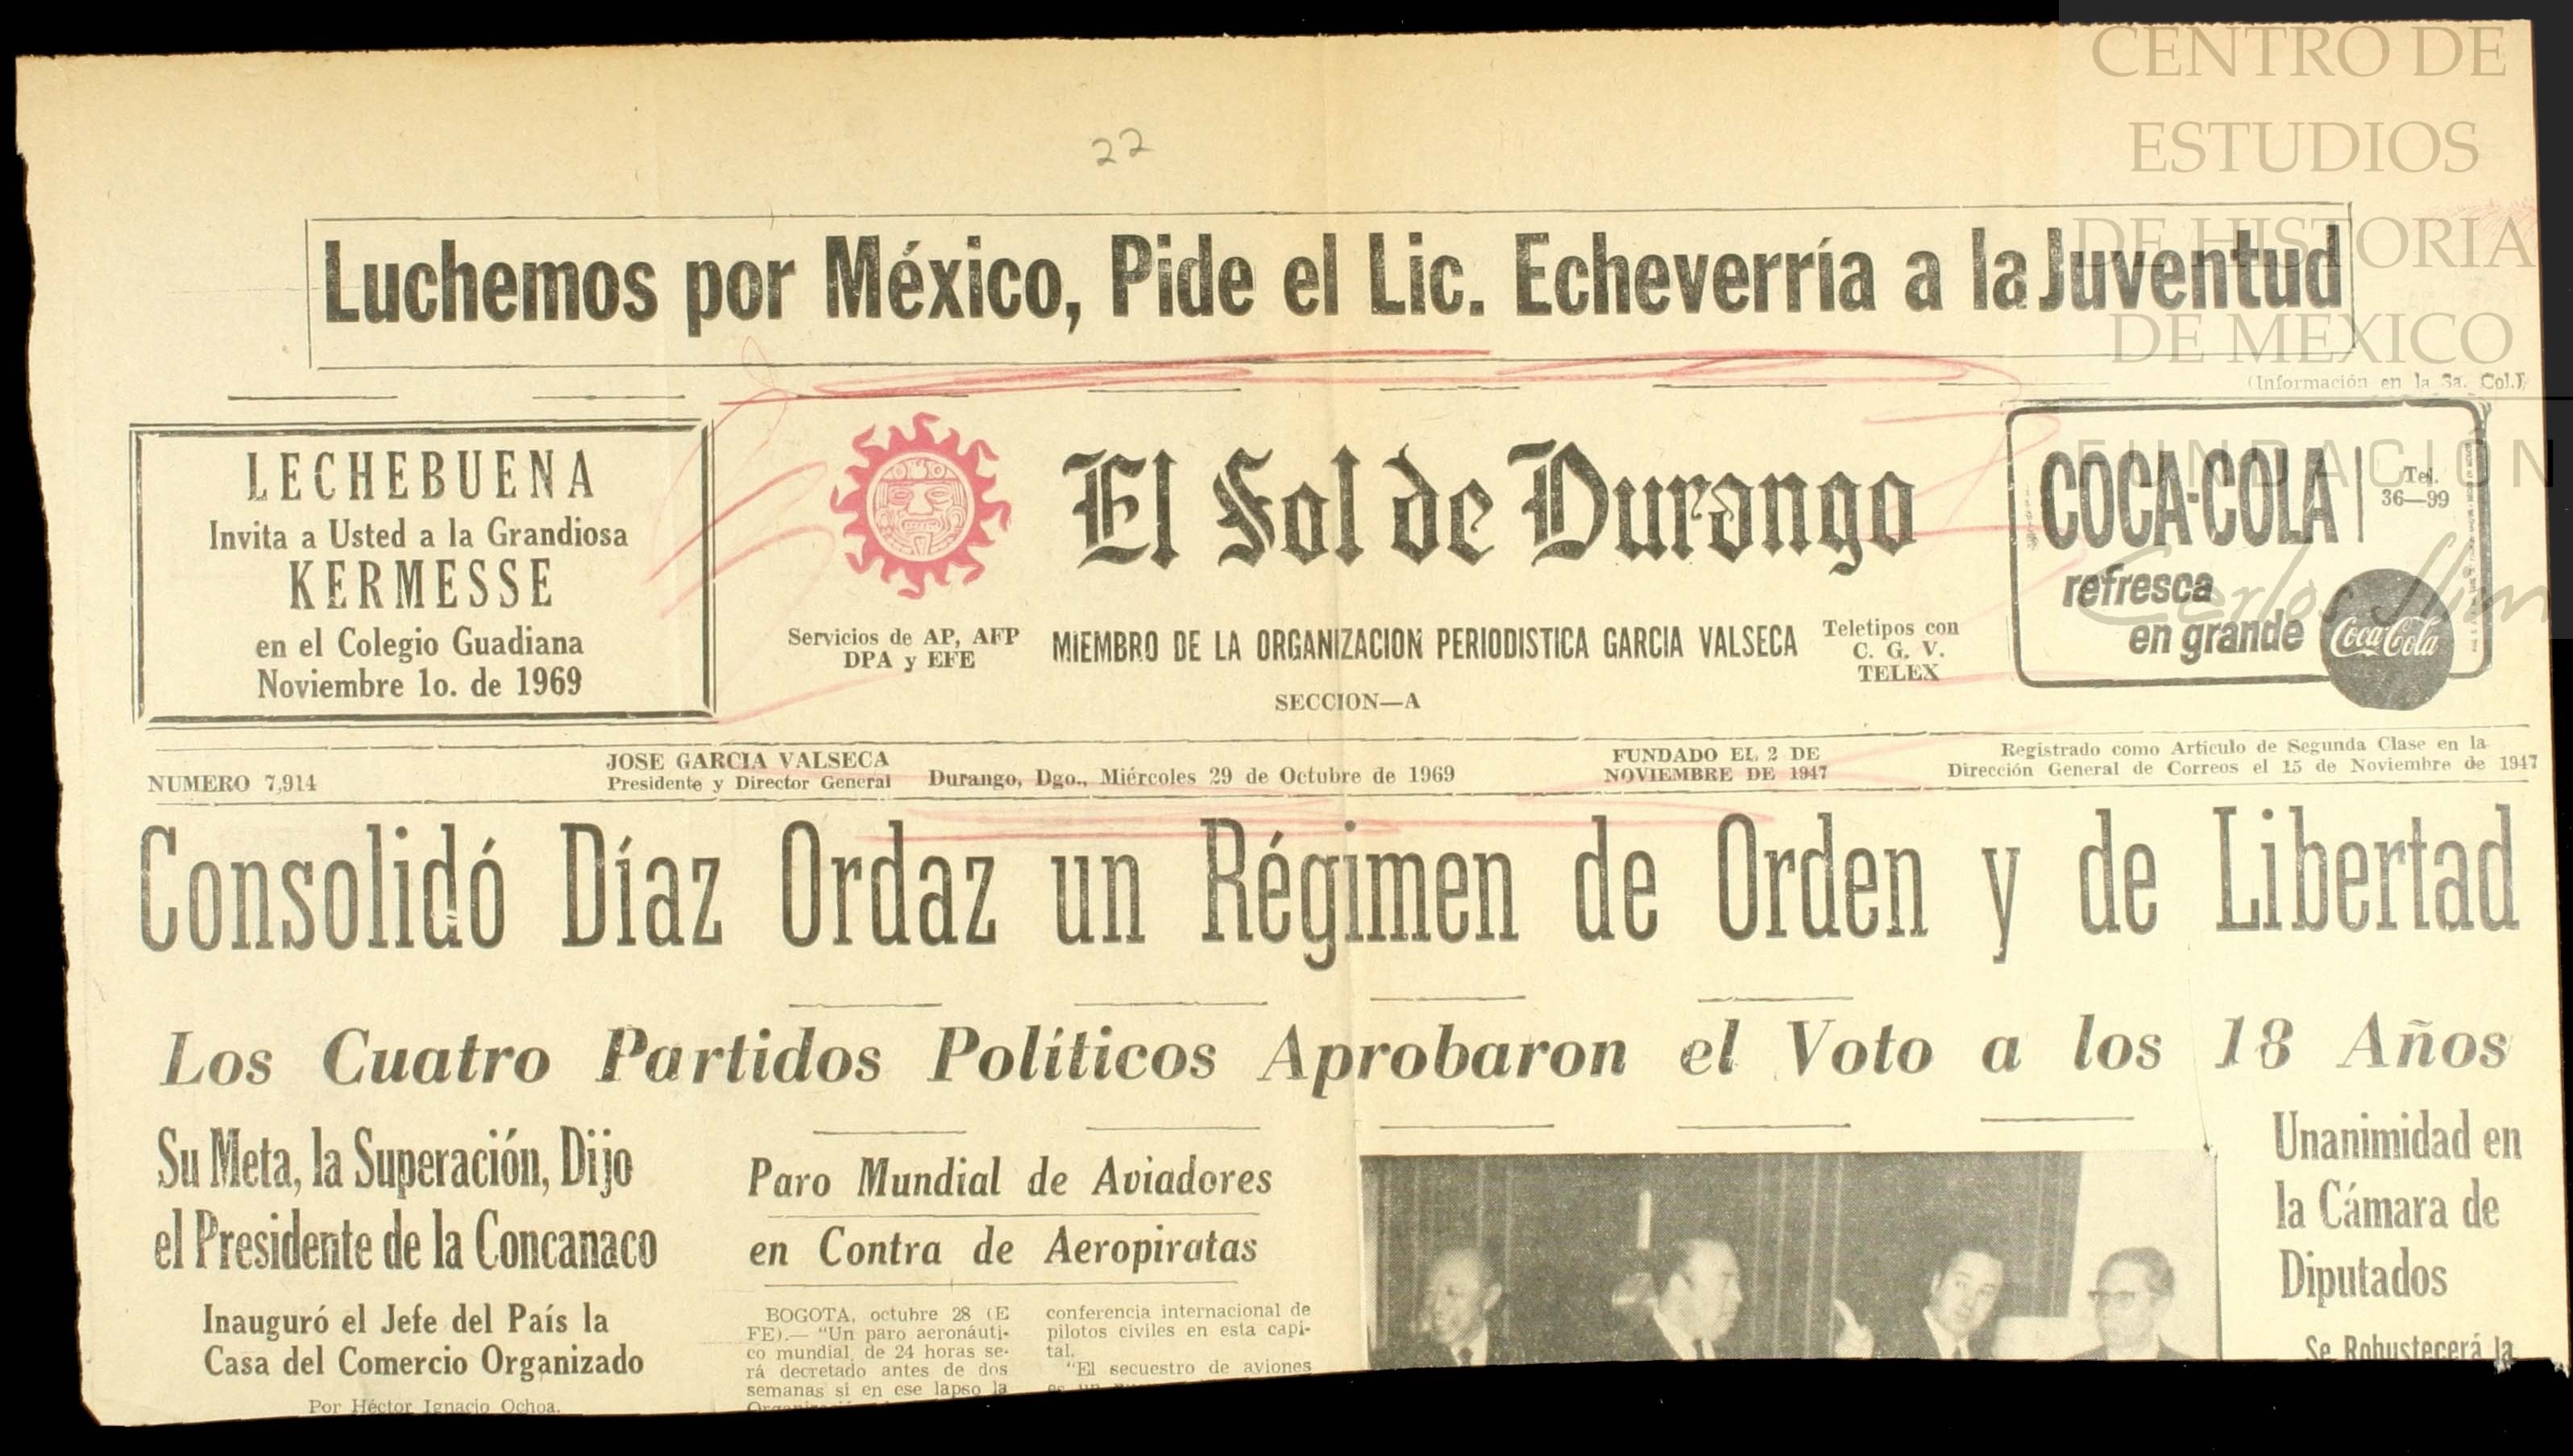 CENTRO DE
ESTUDIOS
DE HISTORIA
DE MEXICO
FUNDACION
Carlos Slim
22
Luchemos por México, Pide el Lic. Echeverría a la Juventud
(Información en la 3a. Col.)
LECHEBUENA
Invita a Usted a la Grandiosa
KERMESSE
en el Colegio Guadiana
Noviembre 1o. de 1969
El Sol de Durango
Servicios de AP, AFP
DPA y EFE
MIEMBRO DE LA ORGANIZACION PERIODISTICA GARCIA VALSECA
Teletipos con
C. G. V.
TELEX
SECCION—A
COCA-COLA
Tel.
36—99
refresca
en grande
Coca-Cola
NUMERO 7,914
JOSE GARCIA VALSECA
Presidente y Director General
Durango, Dgo., Miércoles 29 de Octubre de 1969
FUNDADO EL 2 DE
NOVIEMBRE DE 1947
Registrado como Artículo de Segunda Clase en la
Dirección General de Correos el 15 de Noviembre de 1947
Consolidó Díaz Ordaz un Régimen de Orden y de Libertad
Los Cuatro Partidos Políticos Aprobaron el Voto a los 18 Años
Su Meta, la Superación, Dijo
el Presidente de la Concanaco
Inauguró el Jefe del País la
Casa del Comercio Organizado
Por Héctor Ignacio Ochoa.
Paro Mundial de Aviadores
en Contra de Aeropiratas
BOGOTA, octubre 28 (E
FE).— "Un paro aeronáuti-
co mundial de 24 horas se-
rá decretado antes de dos
semanas si en ese lapso la
conferencia internacional de
pilotos civiles en esta capi-
tal.
"El secuestro de aviones
Unanimidad en
la Cámara de
Diputados
Se Robustecerá la